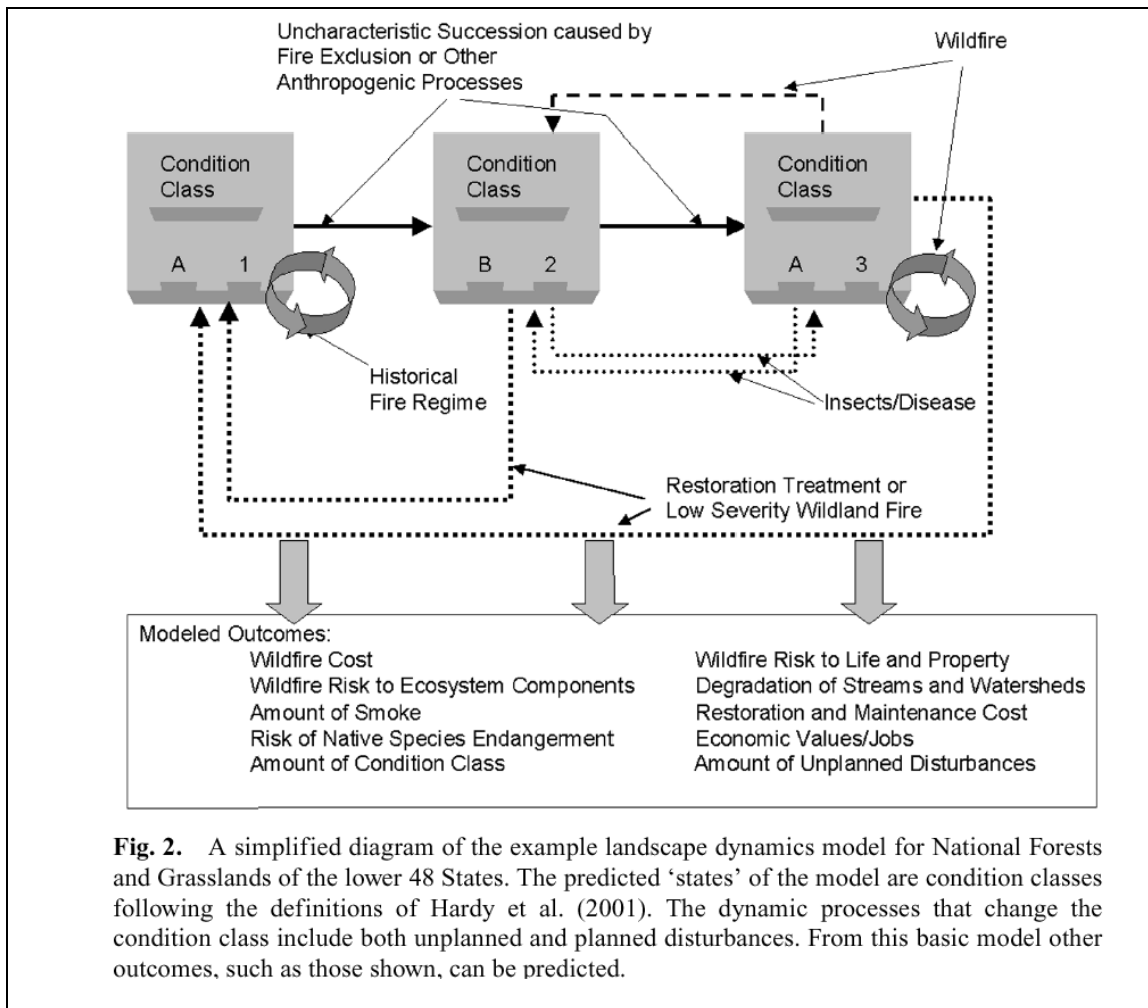 Uncharacteristic Succession caused by
Fire Exclusion or Other
Anthropogenic Processes
Wildfire
Condition
Class
A 1
Condition
Class
B 2
Condition
Class
A 3
Historical
Fire Regime
Insects/Disease
Restoration Treatment or
Low Severity Wildland Fire
Modeled Outcomes:
Wildfire Cost
Wildfire Risk to Ecosystem Components
Amount of Smoke
Risk of Native Species Endangerment
Amount of Condition Class
Wildfire Risk to Life and Property
Degradation of Streams and Watersheds
Restoration and Maintenance Cost
Economic Values/Jobs
Amount of Unplanned Disturbances
Fig. 2. A simplified diagram of the example landscape dynamics model for National Forests
and Grasslands of the lower 48 States. The predicted ‘states’ of the model are condition classes
following the definitions of Hardy et al. (2001). The dynamic processes that change the
condition class include both unplanned and planned disturbances. From this basic model other
outcomes, such as those shown, can be predicted.